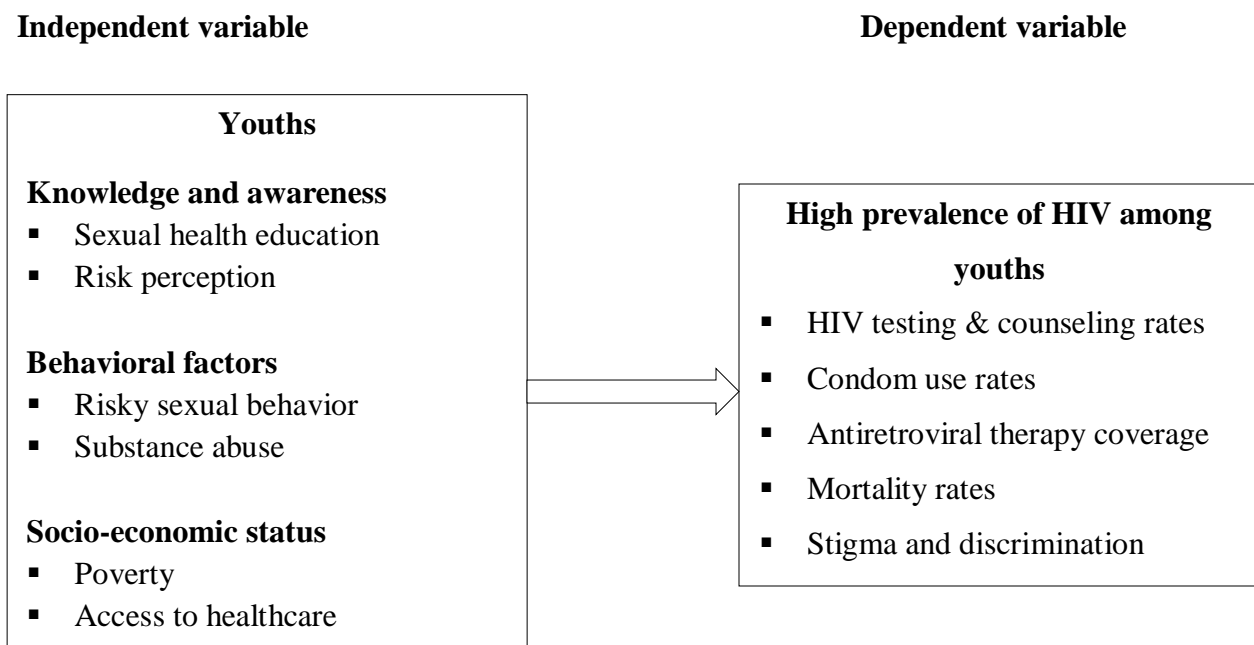 Independent variable
Dependent variable
Youths
Knowledge and awareness
▪ Sexual health education
▪ Risk perception
Behavioral factors
▪ Risky sexual behavior
▪ Substance abuse
Socio-economic status
▪ Poverty
▪ Access to healthcare
High prevalence of HIV among
youths
▪ HIV testing & counseling rates
▪ Condom use rates
▪ Antiretroviral therapy coverage
▪ Mortality rates
▪ Stigma and discrimination